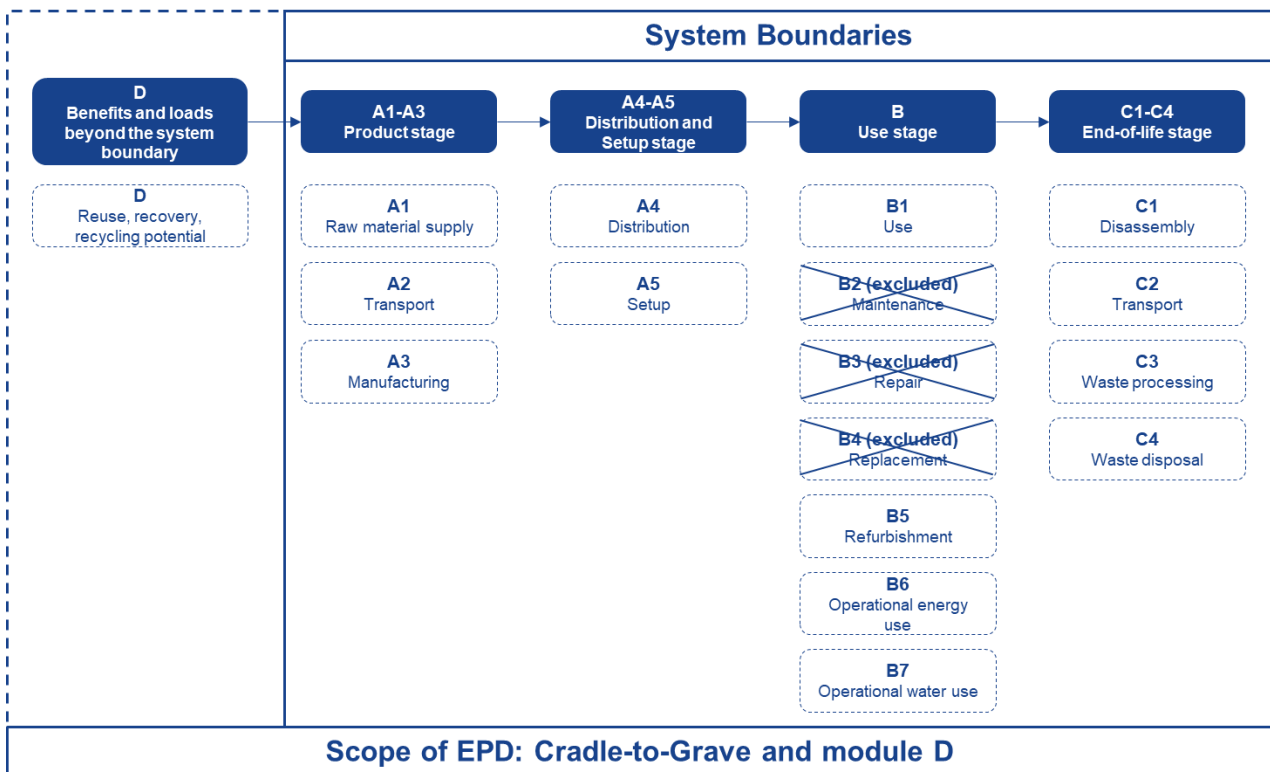 System Boundaries
D
Benefits and loads
beyond the system
boundary
A1-A3
Product stage
A4-A5
Distribution and
Setup stage
B
Use stage
C1-C4
End-of-life stage
D
Reuse, recovery,
recycling potential
A1
Raw material supply
A2
Transport
A3
Manufacturing
A4
Distribution
A5
Setup
B1
Use
B2 (excluded)
Maintenance
B3 (excluded)
Repair
B4 (excluded)
Replacement
B5
Refurbishment
B6
Operational energy
use
B7
Operational water use
C1
Disassembly
C2
Transport
C3
Waste processing
C4
Waste disposal
Scope of EPD: Cradle-to-Grave and module D